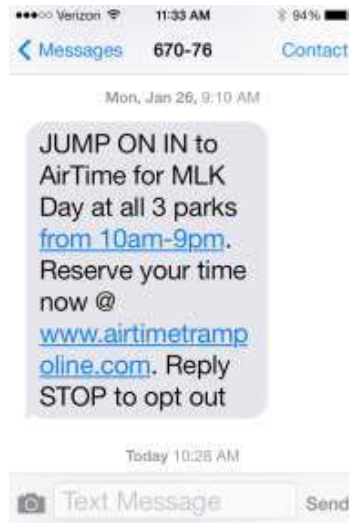 Verizon 11:33 AM 94%
Messages 670-76 Contact
Mon, Jan 26, 9:10 AM
JUMP ON IN to
AirTime for MLK
Day at all 3 parks
from 10am-9pm.
Reserve your time
now @
www.airtimetramp
oline.com. Reply
STOP to opt out
Today 10:28 AM
Text Message Send